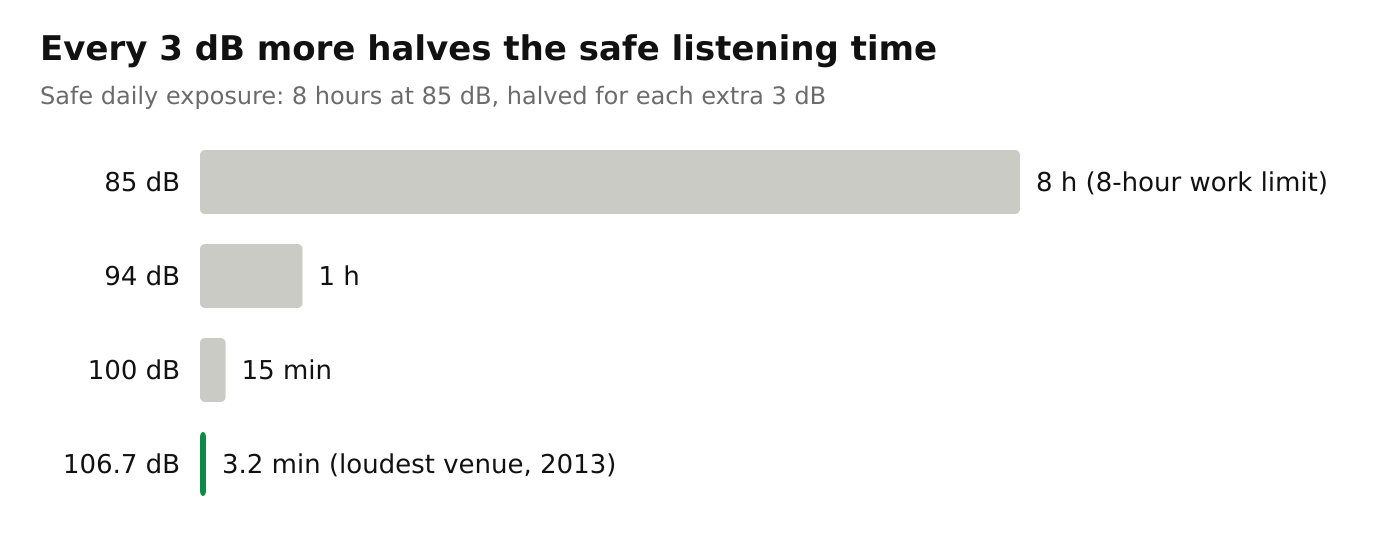 Every 3 dB more halves the safe listening time
Safe daily exposure: 8 hours at 85 dB, halved for each extra 3 dB
85 dB 8 h (8-hour work limit)
94 dB 1 h
100 dB 15 min
106.7 dB 3.2 min (loudest venue, 2013)